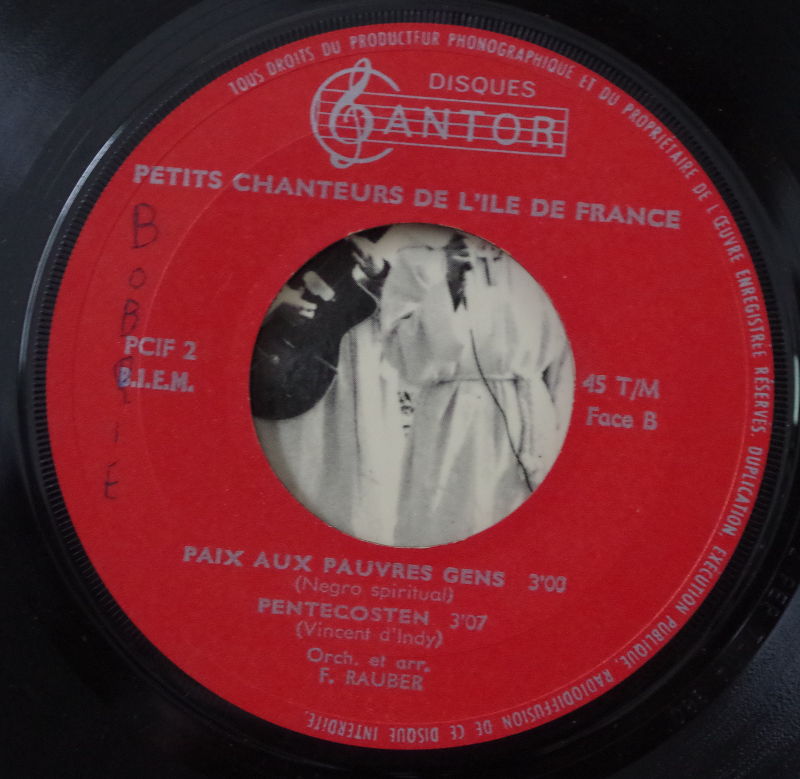 TOUS DROITS DU PRODUCTEUR PHONOGRAPHIQUE ET DU PROPRIÉTAIRE DE L'ŒUVRE ENREGISTRÉE RÉSERVÉS. DUPLICATION, EXECUTION PUBLIQUE, RADIODIFFUSION DE CE DISQUE INTERDITE.
DISQUES
CANTOR
PETITS CHANTEURS DE L'ILE DE FRANCE
BOBBIE
PCIF 2
B.I.E.M.
45 T/M
Face B
PAIX AUX PAUVRES GENS 3'00
(Negro spiritual)
PENTECOSTEN 3'07
(Vincent d'Indy)
Orch. et arr.
F. RAUBER